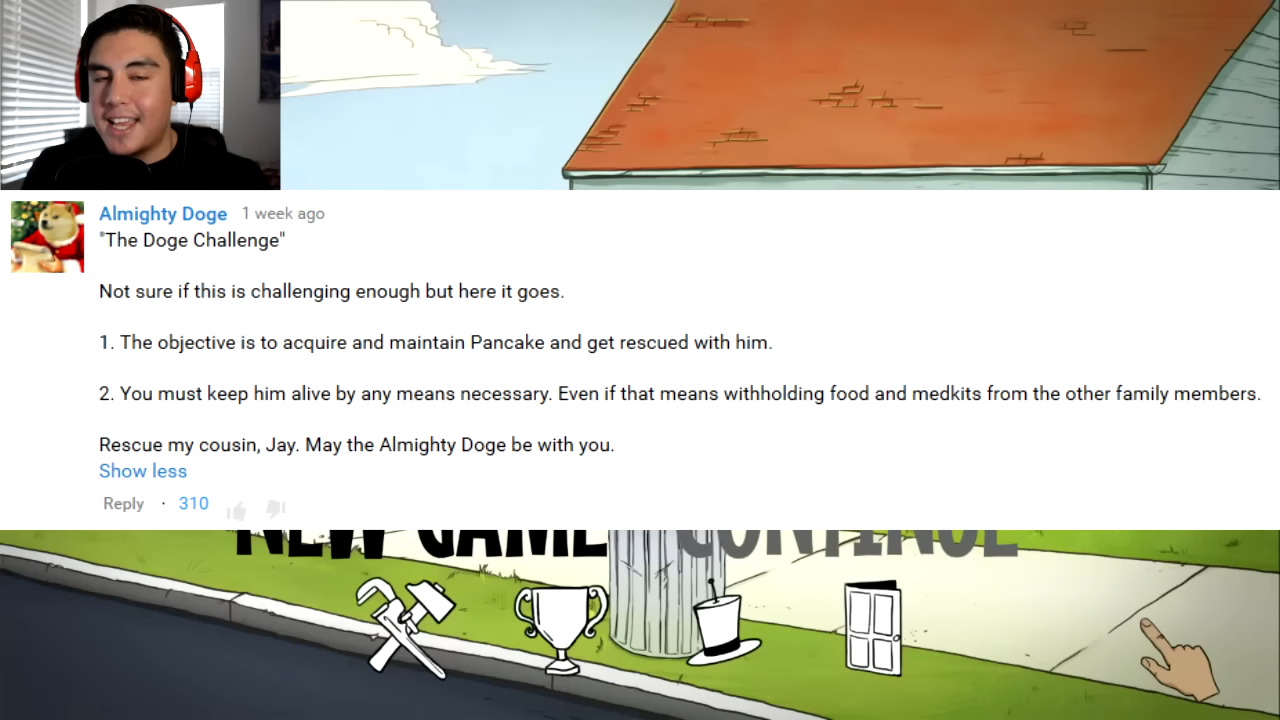 Almighty Doge 1 week ago
"The Doge Challenge"
Not sure if this is challenging enough but here it goes.
1. The objective is to acquire and maintain Pancake and get rescued with him.
2. You must keep him alive by any means necessary. Even if that means withholding food and medkits from the other family members.
Rescue my cousin, Jay. May the Almighty Doge be with you.
Show less
Reply · 310
NEW GAME CONTINUE